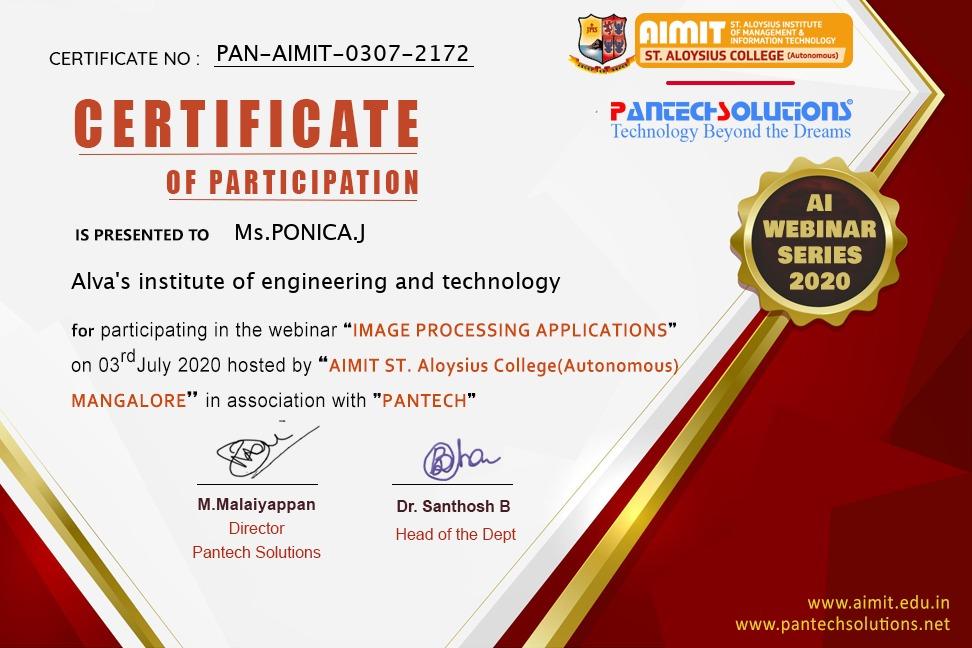 CERTIFICATE NO : PAN-AIMIT-0307-2172
AIMIT ST. ALOYSIUS INSTITUTE
OF MANAGEMENT &
INFORMATION TECHNOLOGY
ST. ALOYSIUS COLLEGE (Autonomous)
PANTECHSOLUTIONS
Technology Beyond the Dreams
CERTIFICATE
OF PARTICIPATION
IS PRESENTED TO Ms.PONICA.J
Alva's institute of engineering and technology
for participating in the webinar “IMAGE PROCESSING APPLICATIONS”
on 03rd July 2020 hosted by “AIMIT ST. Aloysius College(Autonomous)
MANGALORE” in association with ”PANTECH”
AI
WEBINAR
SERIES
2020
M.Malaiyappan
Director
Pantech Solutions
Dr. Santhosh B
Head of the Dept
www.aimit.edu.in
www.pantechsolutions.net